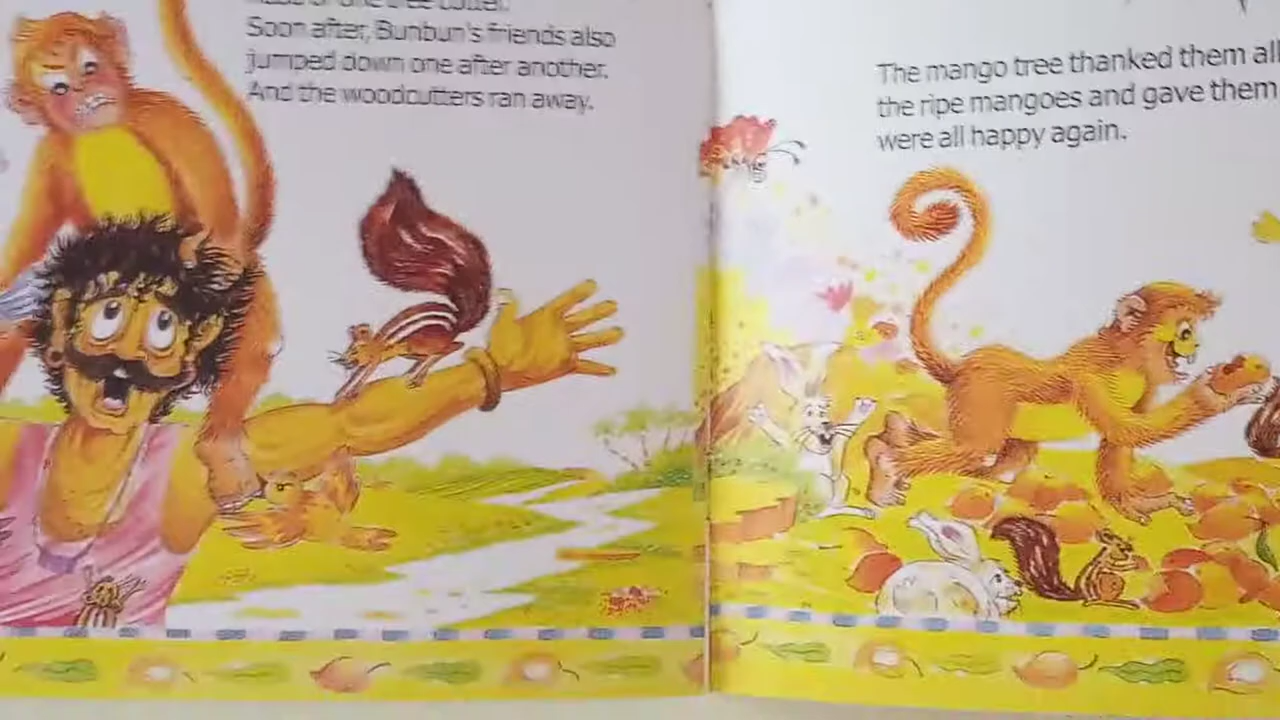 Soon after, Bunbun's friends also
jumped down one after another.
And the woodcutters ran away.
The mango tree thanked them all
the ripe mangoes and gave them
were all happy again.